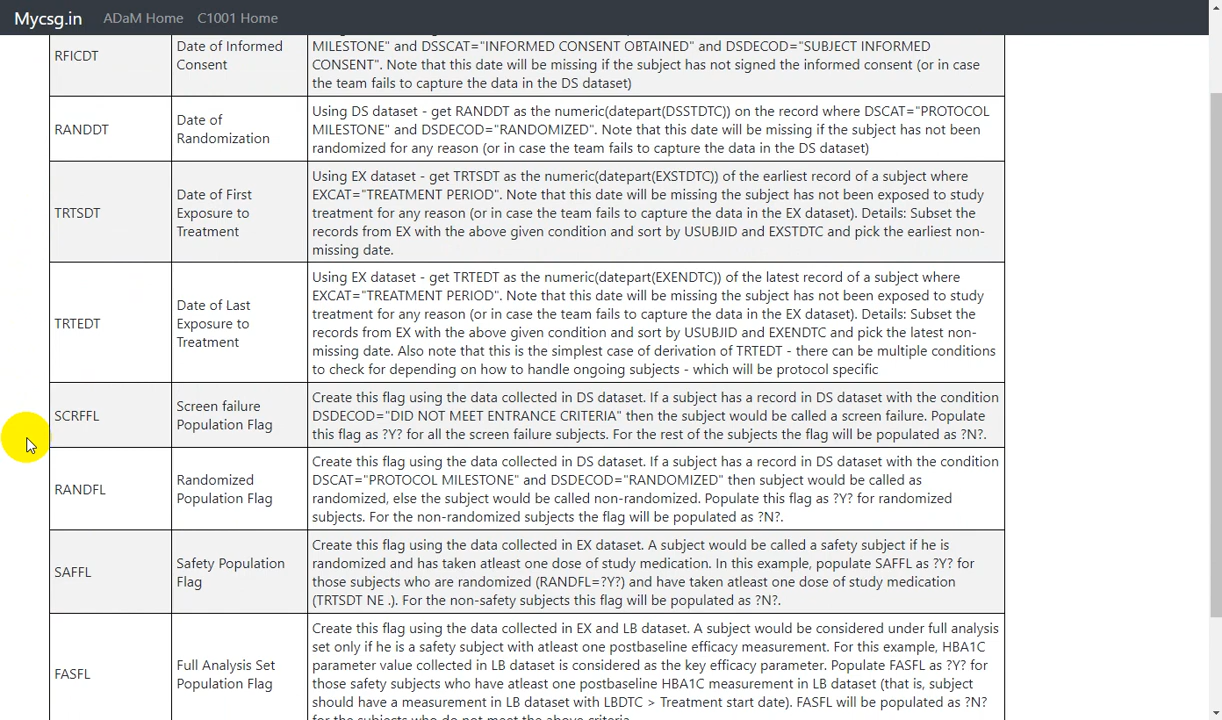 Mycsg.in ADaM Home C1001 Home
RFICDT
Date of Informed
Consent
MILESTONE" and DSSCAT="INFORMED CONSENT OBTAINED" and DSDECOD="SUBJECT INFORMED
CONSENT". Note that this date will be missing if the subject has not signed the informed consent (or in case
the team fails to capture the data in the DS dataset)
RANDDT
Date of
Randomization
Using DS dataset - get RANDDT as the numeric(datepart(DSSTDTC)) on the record where DSCAT="PROTOCOL
MILESTONE" and DSDECOD="RANDOMIZED". Note that this date will be missing if the subject has not been
randomized for any reason (or in case the team fails to capture the data in the DS dataset)
TRTSDT
Date of First
Exposure to
Treatment
Using EX dataset - get TRTSDT as the numeric(datepart(EXSTDTC)) of the earliest record of a subject where
EXCAT="TREATMENT PERIOD". Note that this date will be missing the subject has not been exposed to study
treatment for any reason (or in case the team fails to capture the data in the EX dataset). Details: Subset the
records from EX with the above given condition and sort by USUBJID and EXSTDTC and pick the earliest non-
missing date.
TRTEDT
Date of Last
Exposure to
Treatment
Using EX dataset - get TRTEDT as the numeric(datepart(EXENDTC)) of the latest record of a subject where
EXCAT="TREATMENT PERIOD". Note that this date will be missing the subject has not been exposed to study
treatment for any reason (or in case the team fails to capture the data in the EX dataset). Details: Subset the
records from EX with the above given condition and sort by USUBJID and EXENDTC and pick the latest non-
missing date. Also note that this is the simplest case of derivation of TRTEDT - there can be multiple conditions
to check for depending on how to handle ongoing subjects - which will be protocol specific
SCRFFL
Screen failure
Population Flag
Create this flag using the data collected in DS dataset. If a subject has a record in DS dataset with the condition
DSDECOD="DID NOT MEET ENTRANCE CRITERIA" then the subject would be called a screen failure. Populate
this flag as ?Y? for all the screen failure subjects. For the rest of the subjects the flag will be populated as ?N?.
RANDFL
Randomized
Population Flag
Create this flag using the data collected in DS dataset. If a subject has a record in DS dataset with the condition
DSCAT="PROTOCOL MILESTONE" and DSDECOD="RANDOMIZED" then subject would be called as
randomized, else the subject would be called non-randomized. Populate this flag as ?Y? for randomized
subjects. For the non-randomized subjects the flag will be populated as ?N?.
SAFFL
Safety Population
Flag
Create this flag using the data collected in EX dataset. A subject would be called a safety subject if he is
randomized and has taken atleast one dose of study medication. In this example, populate SAFFL as ?Y? for
those subjects who are randomized (RANDFL=?Y?) and have taken atleast one dose of study medication
(TRTSDT NE .). For the non-safety subjects this flag will be populated as ?N?.
FASFL
Full Analysis Set
Population Flag
Create this flag using the data collected in EX and LB dataset. A subject would be considered under full analysis
set only if he is a safety subject with atleast one postbaseline efficacy measurement. For this example, HBA1C
parameter value collected in LB dataset is considered as the key efficacy parameter. Populate FASFL as ?Y? for
those safety subjects who have atleast one postbaseline HBA1C measurement in LB dataset (that is, subject
should have a measurement in LB dataset with LBDTC > Treatment start date). FASFL will be populated as ?N?
for the subjects who do not meet the above criteria